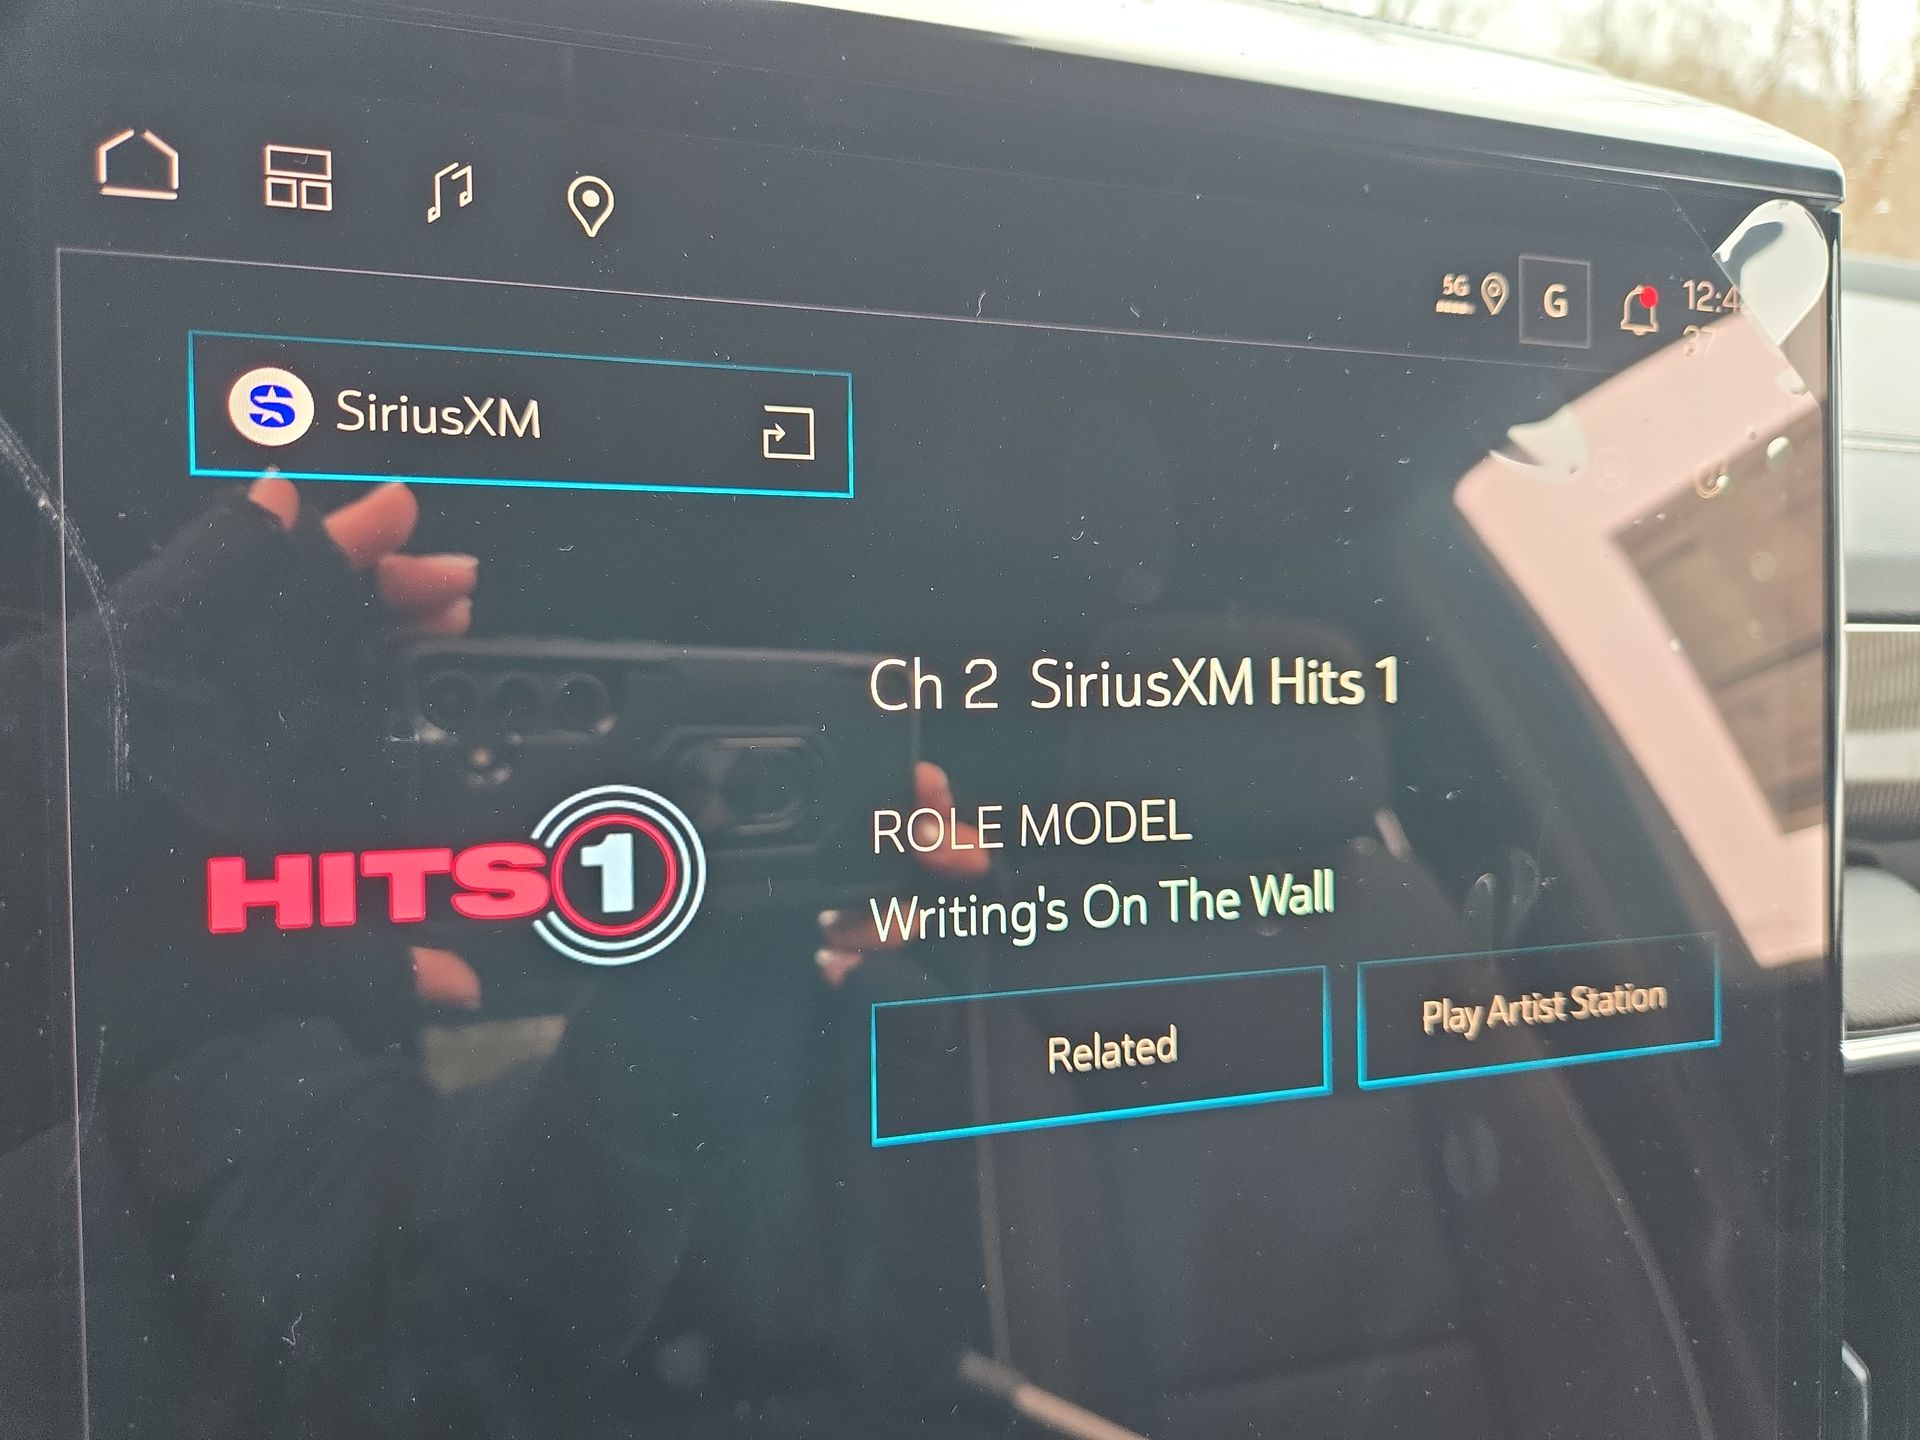 5G
G
SiriusXM
Ch 2 SiriusXM Hits 1
HITS 1
ROLE MODEL
Writing's On The Wall
Related
Play Artist Station